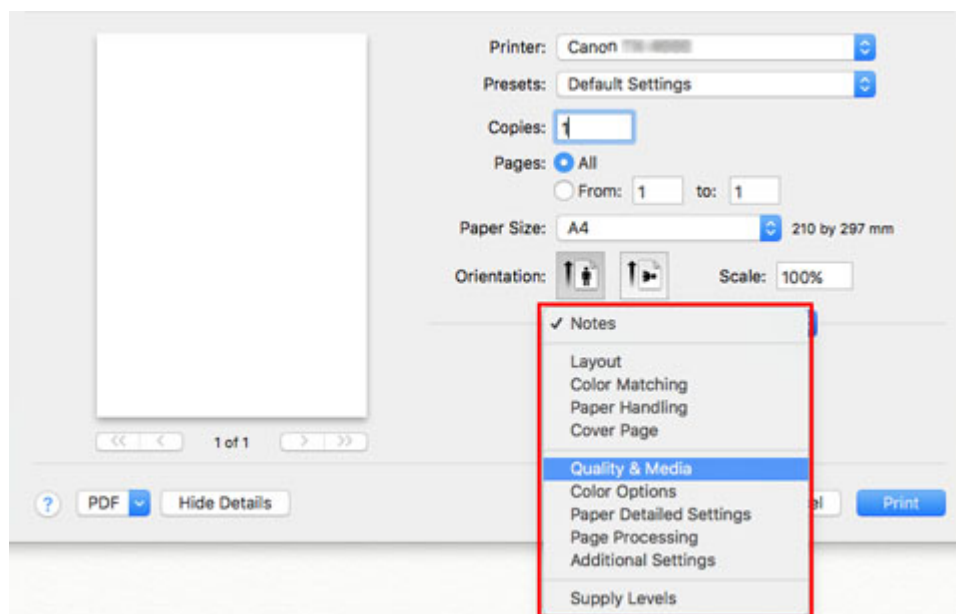 Printer: Canon
Presets: Default Settings
Copies: 1
Pages: All
From: 1 to: 1
Paper Size: A4 210 by 297 mm
Orientation: Scale: 100%
✓ Notes
Layout
Color Matching
Paper Handling
Cover Page
Quality & Media
Color Options
Paper Detailed Settings
Page Processing
Additional Settings
Supply Levels
<< < 1 of 1 > >>
? PDF Hide Details el Print